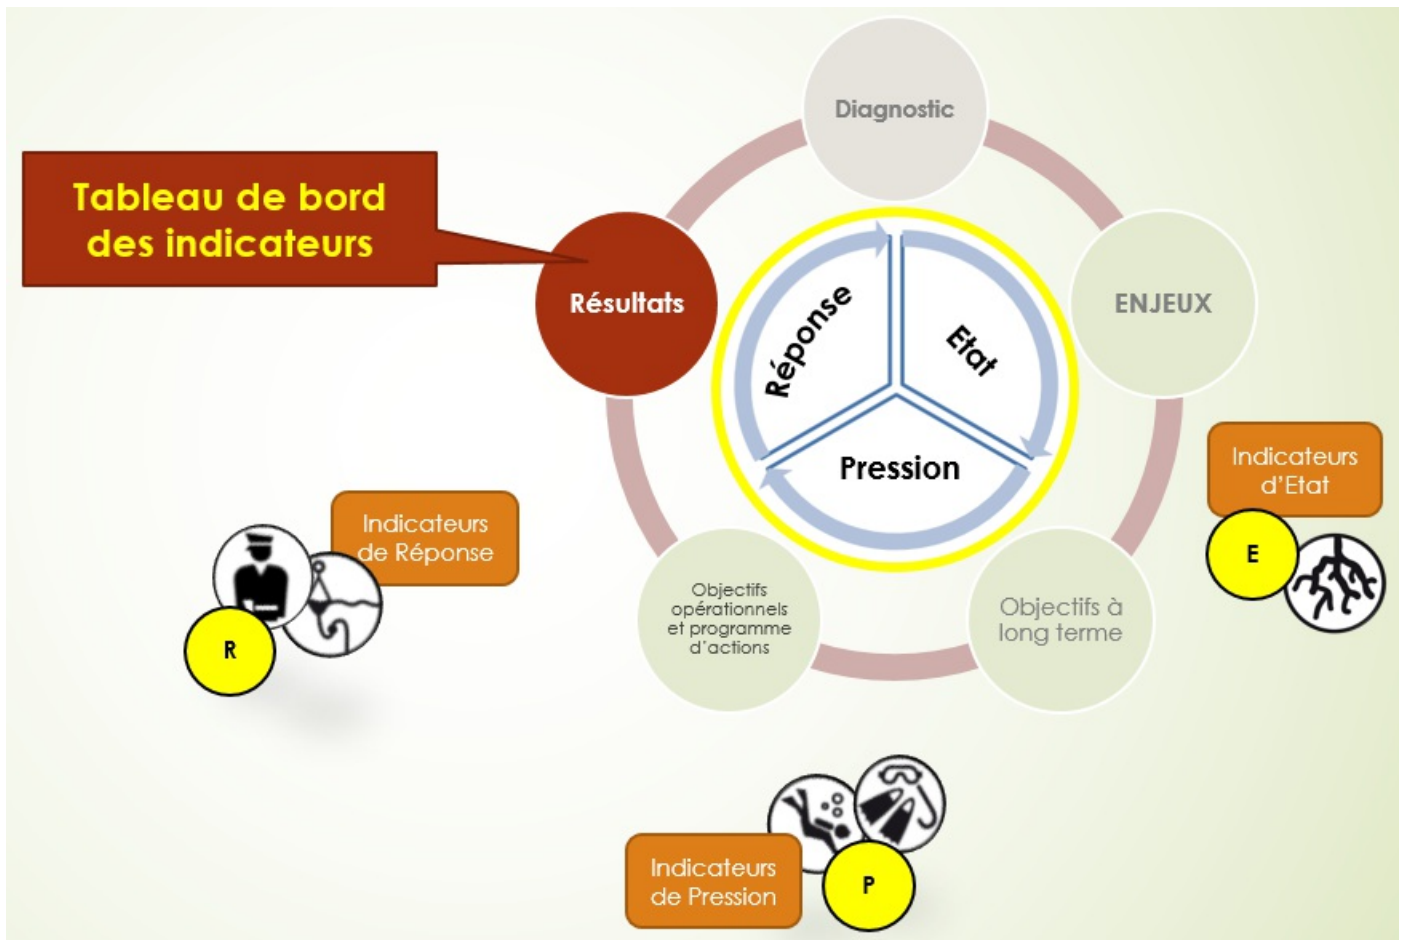 Diagnostic
Tableau de bord
des indicateurs
Résultats
ENJEUX
Réponse
Etat
Pression
Indicateurs
d'Etat
E
Indicateurs
de Réponse
R
Objectifs
opérationnels
et programme
d'actions
Objectifs à
long terme
Indicateurs
de Pression
P